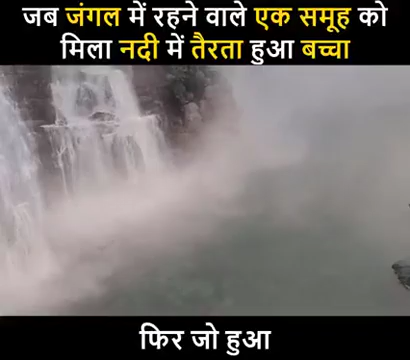 जब जंगल में रहने वाले एक समूह को
मिला नदी में तैरता हुआ बच्चा
फिर जो हुआ